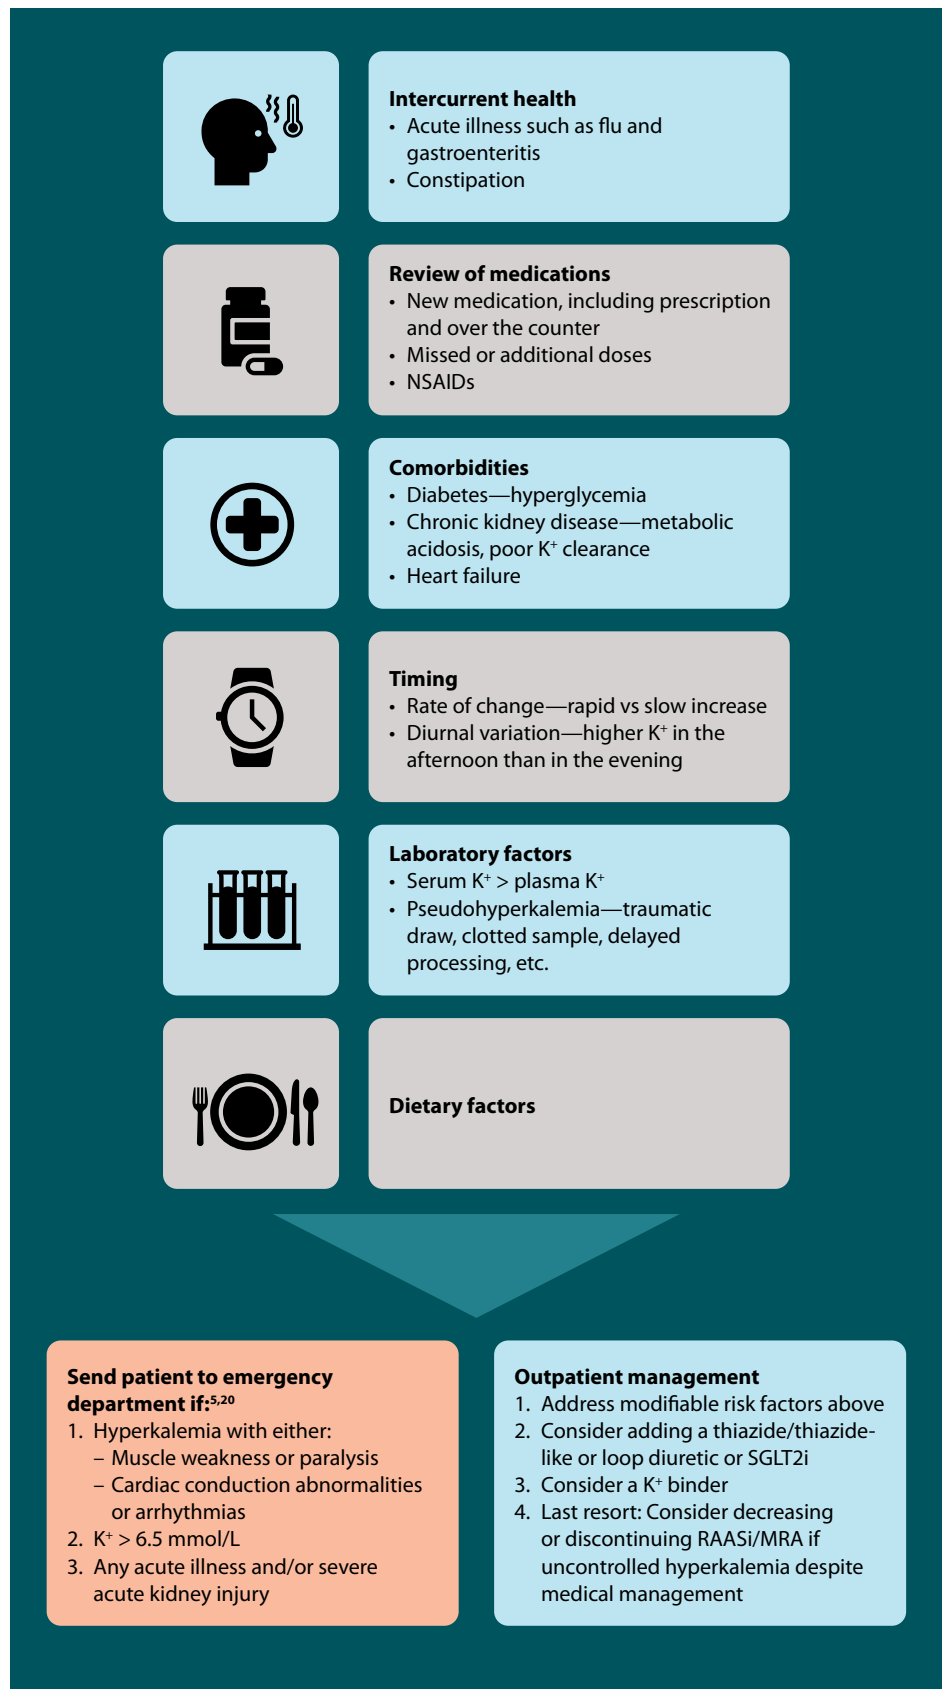 Intercurrent health
• Acute illness such as flu and
gastroenteritis
• Constipation
Review of medications
• New medication, including prescription
and over the counter
• Missed or additional doses
• NSAIDs
Comorbidities
• Diabetes—hyperglycemia
• Chronic kidney disease—metabolic
acidosis, poor K⁺ clearance
• Heart failure
Timing
• Rate of change—rapid vs slow increase
• Diurnal variation—higher K⁺ in the
afternoon than in the evening
Laboratory factors
• Serum K⁺ > plasma K⁺
• Pseudohyperkalemia—traumatic
draw, clotted sample, delayed
processing, etc.
Dietary factors
Send patient to emergency
department if:⁵,²⁰
1. Hyperkalemia with either:
– Muscle weakness or paralysis
– Cardiac conduction abnormalities
or arrhythmias
2. K⁺ > 6.5 mmol/L
3. Any acute illness and/or severe
acute kidney injury
Outpatient management
1. Address modifiable risk factors above
2. Consider adding a thiazide/thiazide-
like or loop diuretic or SGLT2i
3. Consider a K⁺ binder
4. Last resort: Consider decreasing
or discontinuing RAASi/MRA if
uncontrolled hyperkalemia despite
medical management